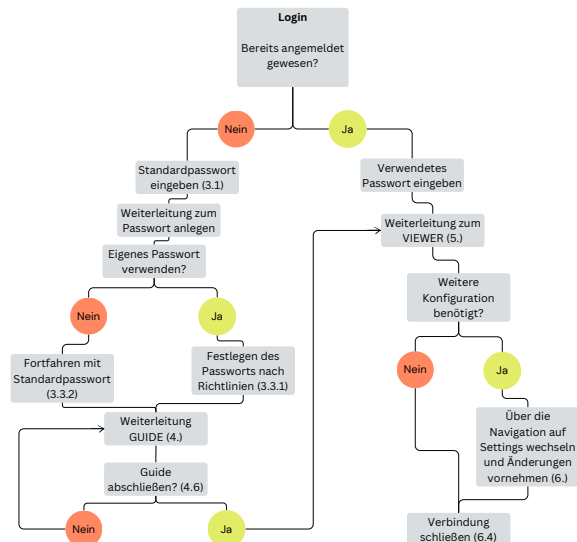 Login
Bereits angemeldet
gewesen?
Nein
Ja
Standardpasswort
eingeben (3.1)
Verwendetes
Passwort eingeben
Weiterleitung zum
Passwort anlegen
Weiterleitung zum
VIEWER (5.)
Eigenes Passwort
verwenden?
Weitere
Konfiguration
benötigt?
Nein
Ja
Fortfahren mit
Standardpasswort
(3.3.2)
Festlegen des
Passworts nach
Richtlinien (3.3.1)
Nein
Ja
Weiterleitung
GUIDE (4.)
Über die
Navigation auf
Settings wechseln
und Änderungen
vornehmen (6.)
Guide
abschließen? (4.6)
Nein
Ja
Verbindung
schließen (6.4)